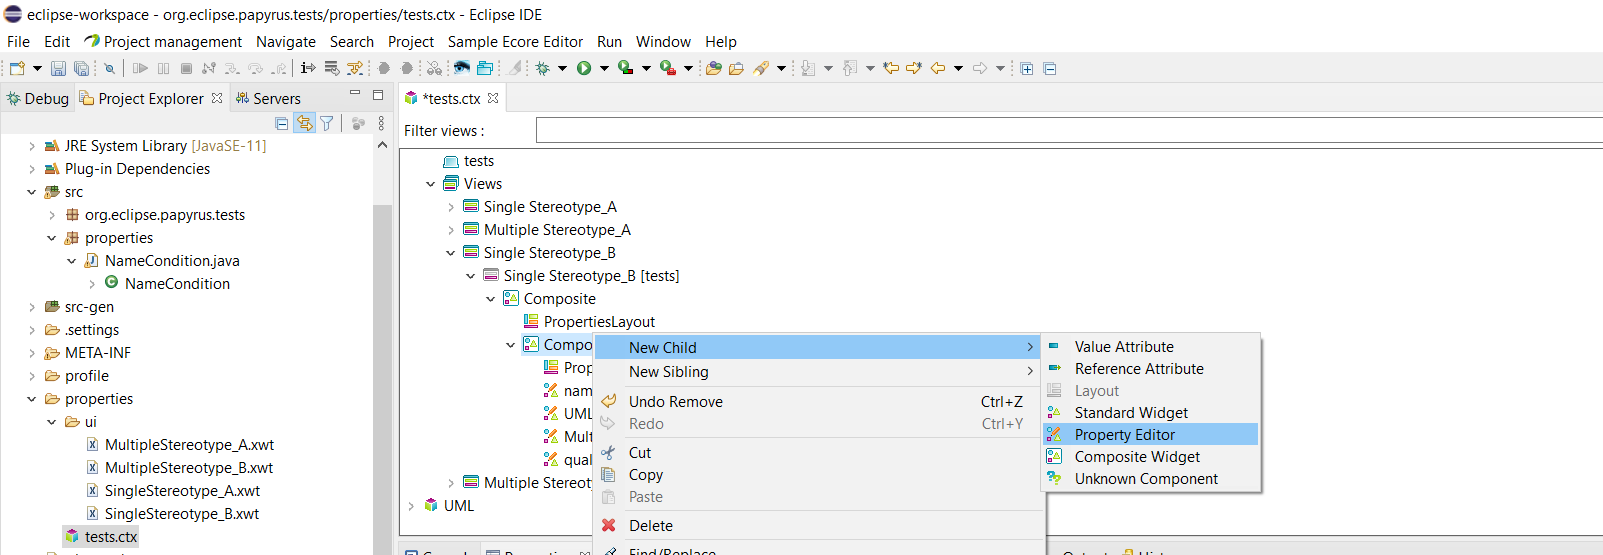 eclipse-workspace - org.eclipse.papyrus.tests/properties/tests.ctx - Eclipse IDE
File Edit Project management Navigate Search Project Sample Ecore Editor Run Window Help
Debug Project Explorer Servers
*tests.ctx
Filter views :
JRE System Library [JavaSE-11]
Plug-in Dependencies
src
org.eclipse.papyrus.tests
properties
NameCondition.java
NameCondition
src-gen
.settings
META-INF
profile
properties
ui
MultipleStereotype_A.xwt
MultipleStereotype_B.xwt
SingleStereotype_A.xwt
SingleStereotype_B.xwt
tests.ctx
tests
Views
Single Stereotype_A
Multiple Stereotype_A
Single Stereotype_B
Single Stereotype_B [tests]
Composite
PropertiesLayout
Compo
Prop
nam
UML
Mult
qual
Multiple Stereot
UML
New Child
New Sibling
Undo Remove Ctrl+Z
Redo Ctrl+Y
Cut
Copy
Paste
Delete
Find/Replace
Value Attribute
Reference Attribute
Layout
Standard Widget
Property Editor
Composite Widget
Unknown Component